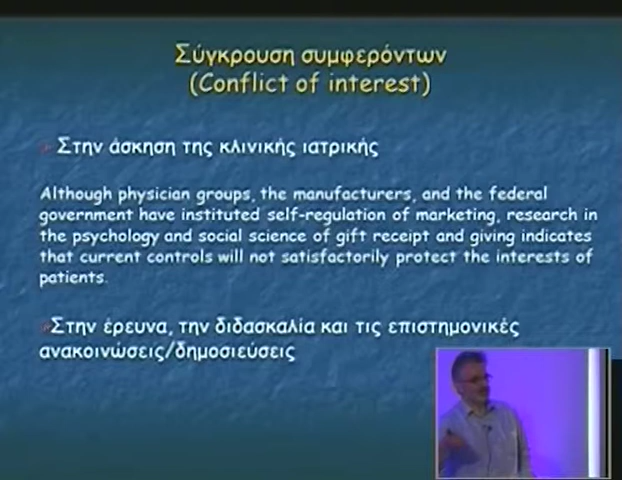 Σύγκρουση συμφερόντων
(Conflict of interest)
Στην άσκηση της κλινικής ιατρικής
Although physician groups, the manufacturers, and the federal
government have instituted self-regulation of marketing, research in
the psychology and social science of gift receipt and giving indicates
that current controls will not satisfactorily protect the interests of
patients.
Στην έρευνα, την διδασκαλία και τις επιστημονικές
ανακοινώσεις/δημοσιεύσεις